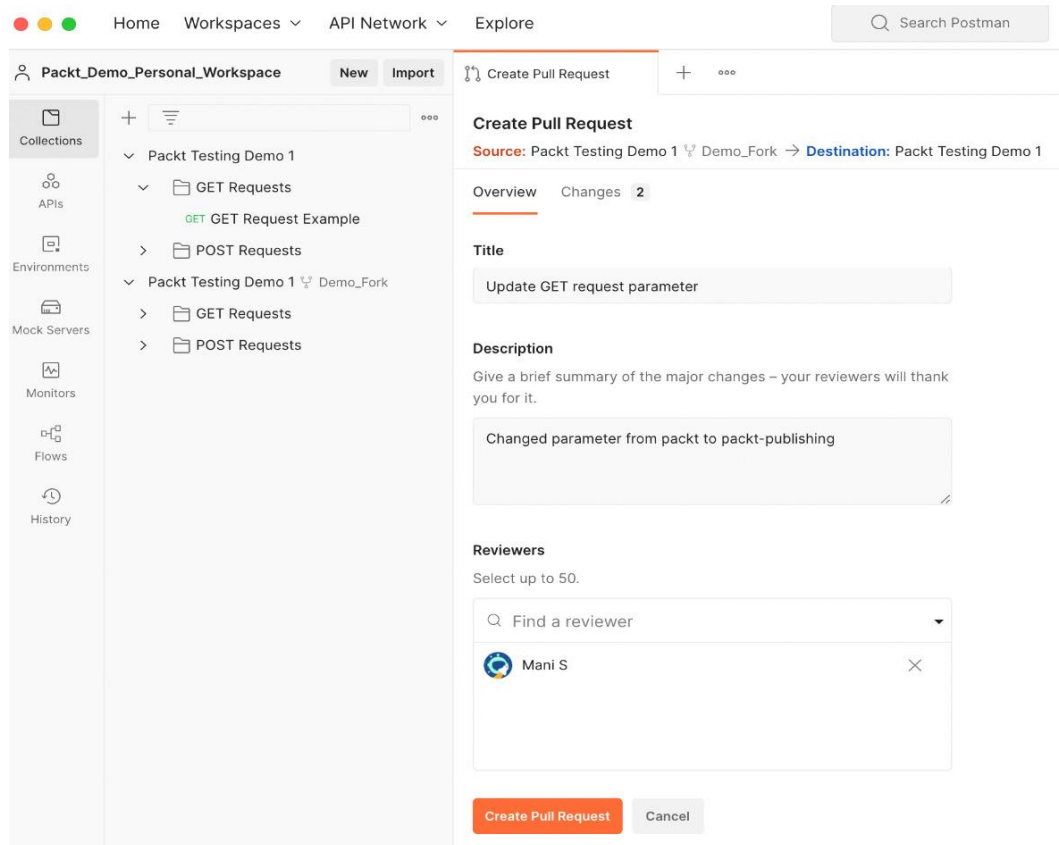 Home Workspaces API Network Explore Search Postman
Packt_Demo_Personal_Workspace New Import
Collections
APIs
Environments
Mock Servers
Monitors
Flows
History
Packt Testing Demo 1
GET Requests
GET GET Request Example
POST Requests
Packt Testing Demo 1 Demo_Fork
GET Requests
POST Requests
Create Pull Request
Create Pull Request
Source: Packt Testing Demo 1 Demo_Fork → Destination: Packt Testing Demo 1
Overview Changes 2
Title
Update GET request parameter
Description
Give a brief summary of the major changes – your reviewers will thank
you for it.
Changed parameter from packt to packt-publishing
Reviewers
Select up to 50.
Find a reviewer
Mani S
Create Pull Request Cancel